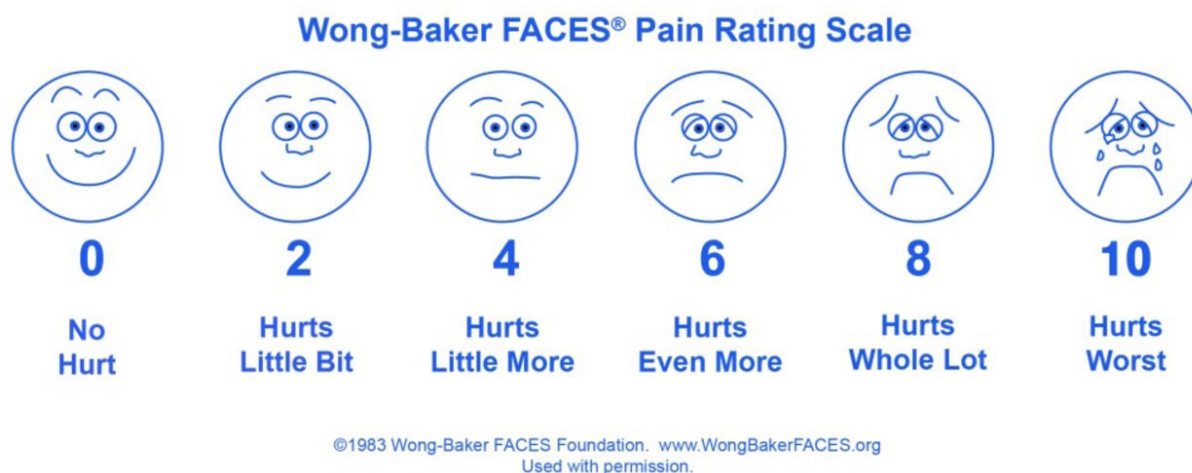 Wong-Baker FACES® Pain Rating Scale
0 2 4 6 8 10
No Hurts Hurts Hurts Hurts Hurts
Hurt Little Bit Little More Even More Whole Lot Worst
©1983 Wong-Baker FACES Foundation. www.WongBakerFACES.org
Used with permission.